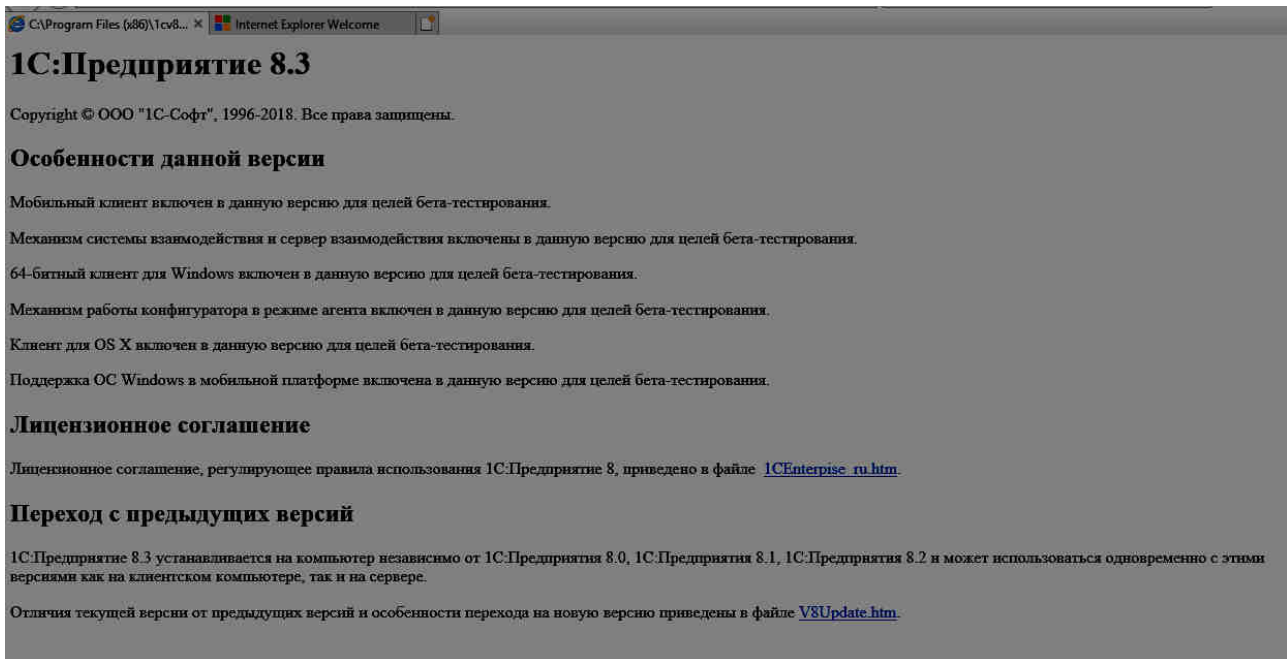 C:\Program Files (x86)\1cv8...
Internet Explorer Welcome
1С:Предприятие 8.3
Copyright © ООО "1С-Софт", 1996-2018. Все права защищены.
Особенности данной версии
Мобильный клиент включен в данную версию для целей бета-тестирования.
Механизм системы взаимодействия и сервер взаимодействия включены в данную версию для целей бета-тестирования.
64-битный клиент для Windows включен в данную версию для целей бета-тестирования.
Механизм работы конфигуратора в режиме агента включен в данную версию для целей бета-тестирования.
Клиент для OS X включен в данную версию для целей бета-тестирования.
Поддержка ОС Windows в мобильной платформе включена в данную версию для целей бета-тестирования.
Лицензионное соглашение
Лицензионное соглашение, регулирующее правила использования 1С:Предприятие 8, приведено в файле 1CEnterpise_ru.htm.
Переход с предыдущих версий
1С:Предприятие 8.3 устанавливается на компьютер независимо от 1С:Предприятия 8.0, 1С:Предприятия 8.1, 1С:Предприятия 8.2 и может использоваться одновременно с этими
версиями как на клиентском компьютере, так и на сервере.
Отличия текущей версии от предыдущих версий и особенности перехода на новую версию приведены в файле V8Update.htm.